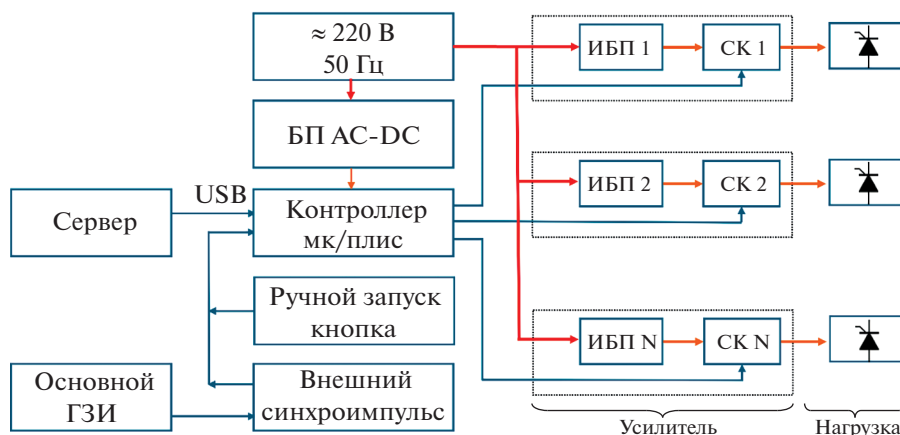 ≈ 220 В
50 Гц
ИБП 1
СК 1
БП AC-DC
ИБП 2
СК 2
USB
Сервер
Контроллер
мк/плис
Ручной запуск
кнопка
ИБП N
СК N
Основной
ГЗИ
Внешний
синхроимпульс
Усилитель
Нагрузка